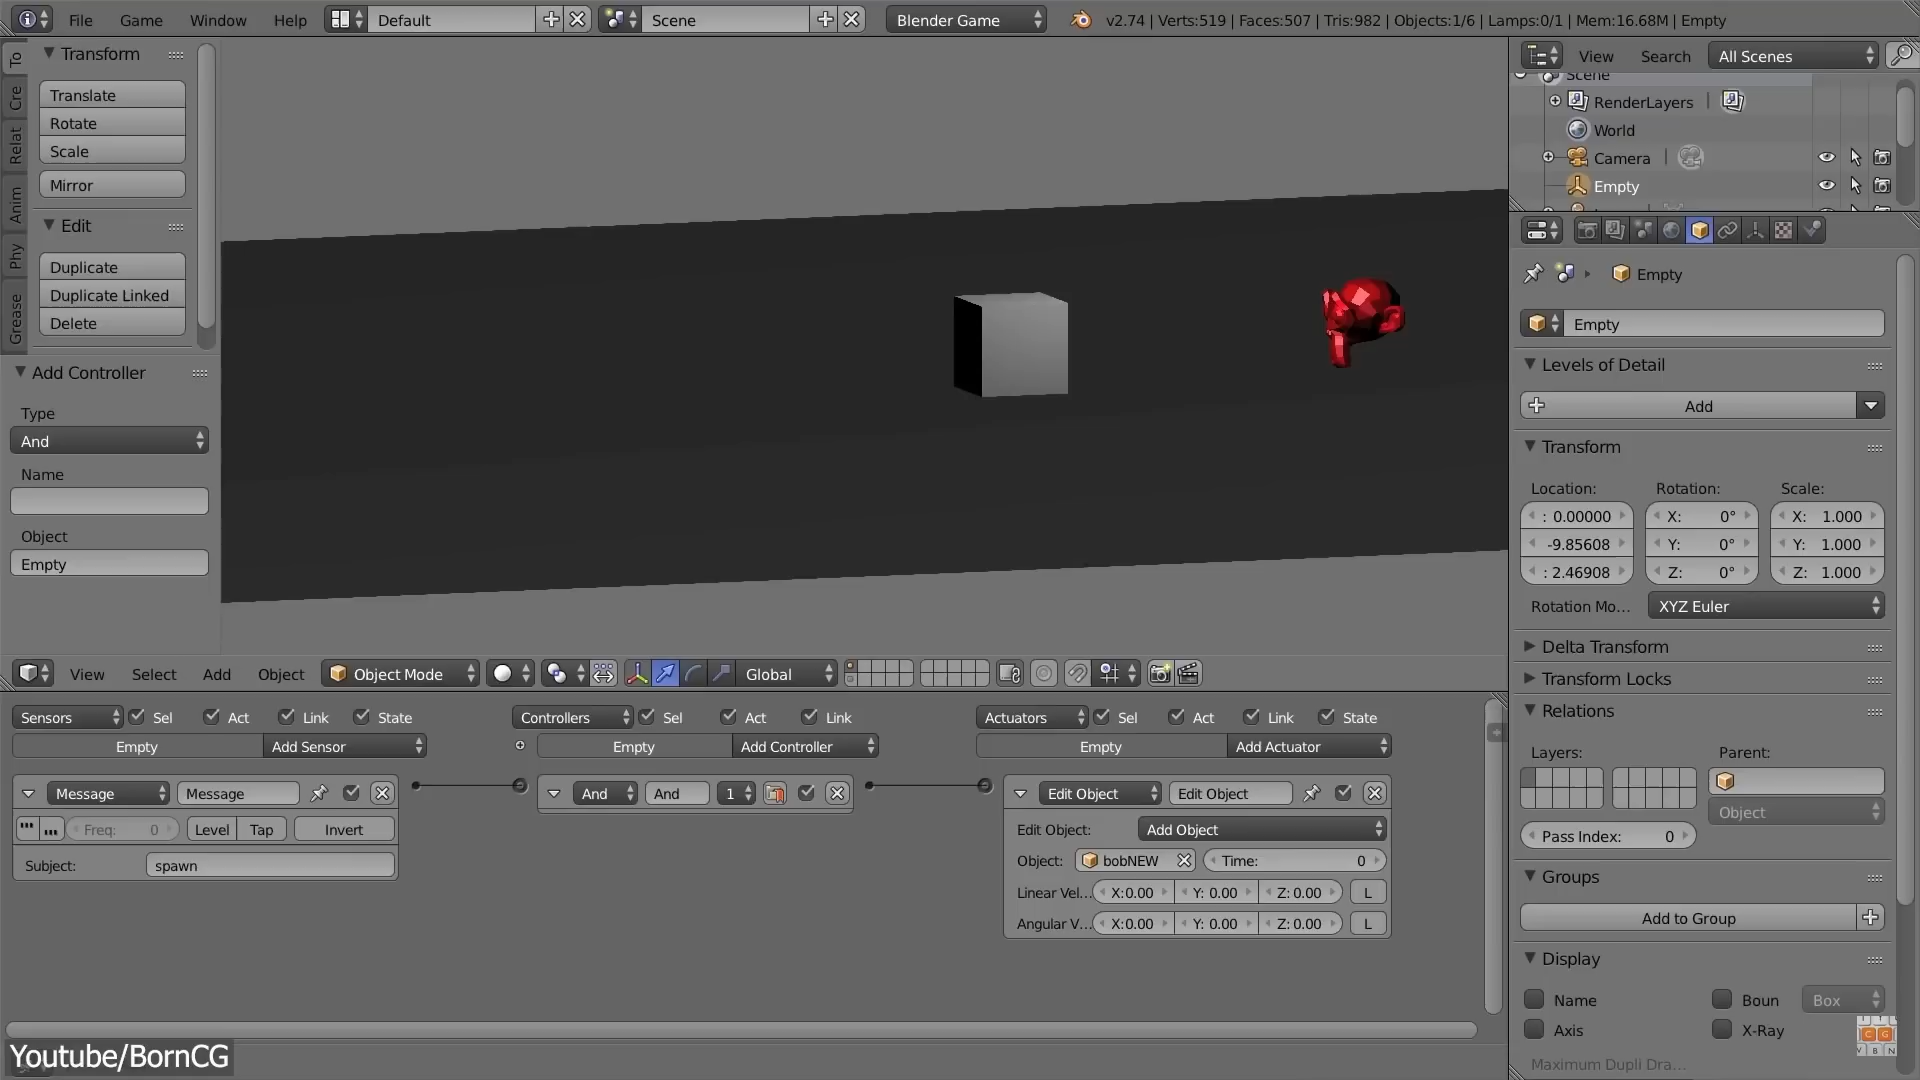 File Game Window Help Default Scene Blender Game v2.74 | Verts:519 | Faces:507 | Tris:982 | Objects:1/6 | Lamps:0/1 | Mem:16.68M | Empty
To
Cre
Relat
Anim
Phy
Grease
Transform
Translate
Rotate
Scale
Mirror
Edit
Duplicate
Duplicate Linked
Delete
Add Controller
Type
And
Name
Object
Empty
View Search All Scenes
Scene
RenderLayers
World
Camera
Empty
Empty
Empty
Levels of Detail
Add
Transform
Location: Rotation: Scale:
: 0.00000 X: 0° X: 1.000
-9.85608 Y: 0° Y: 1.000
: 2.46908 Z: 0° Z: 1.000
Rotation Mo... XYZ Euler
Delta Transform
Transform Locks
Relations
Layers: Parent:
Object
Pass Index: 0
Groups
Add to Group
Display
Name Boun Box
Axis X-Ray
Maximum Dupli Dra...
View Select Add Object Object Mode Global
Sensors Sel Act Link State Controllers Sel Act Link Actuators Sel Act Link State
Empty Add Sensor Empty Add Controller Empty Add Actuator
Message Message And And 1 Edit Object Edit Object
Freq: 0 Level Tap Invert Edit Object: Add Object
Subject: spawn Object: bobNEW Time: 0
Linear Vel... X:0.00 Y: 0.00 Z: 0.00 L
Angular V... X:0.00 Y: 0.00 Z: 0.00 L
Youtube/BornCG
C G
Y B N